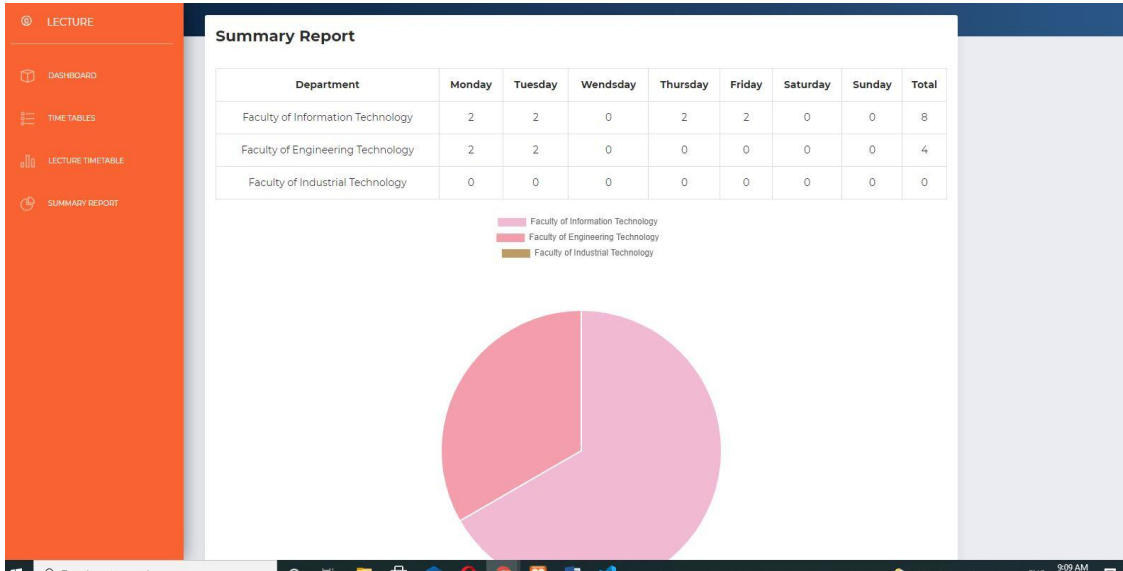 LECTURE
DASHBOARD
TIME TABLES
LECTURE TIMETABLE
SUMMARY REPORT
Summary Report
Department Monday Tuesday Wendsday Thursday Friday Saturday Sunday Total
Faculty of Information Technology 2 2 0 2 2 0 0 8
Faculty of Engineering Technology 2 2 0 0 0 0 0 4
Faculty of Industrial Technology 0 0 0 0 0 0 0 0
Faculty of Information Technology
Faculty of Engineering Technology
Faculty of Industrial Technology
9:09 AM